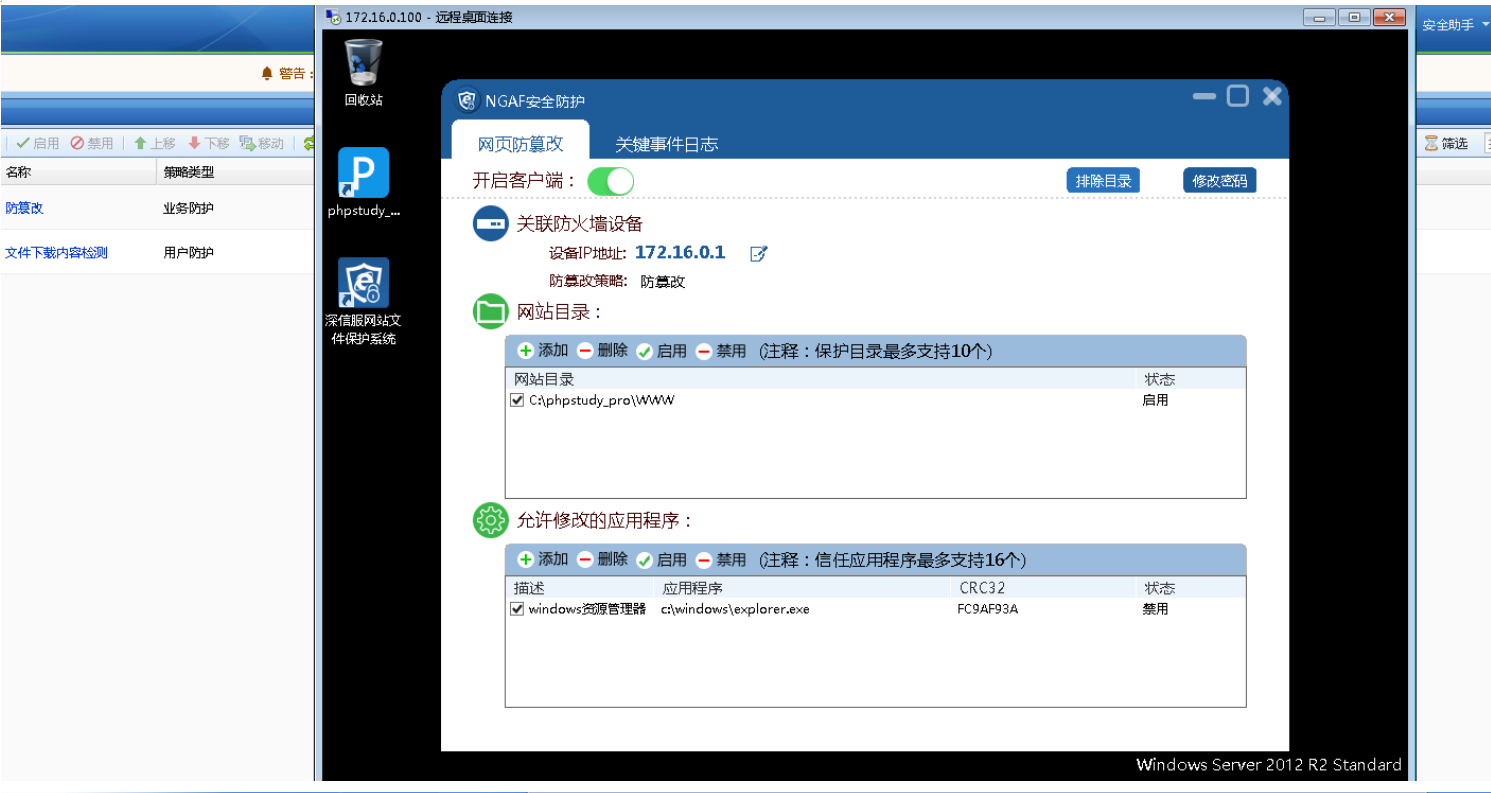 172.16.0.100 - 远程桌面连接
安全助手
警告：
启用 禁用 上移 下移 移动
筛选
名称 策略类型
防篡改 业务防护
文件下载内容检测 用户防护
回收站
phpstudy_...
深信服网站文
件保护系统
NGAF安全防护
网页防篡改 关键事件日志
开启客户端： 排除目录 修改密码
关联防火墙设备
设备IP地址: 172.16.0.1
防篡改策略: 防篡改
网站目录：
添加 删除 启用 禁用 (注释：保护目录最多支持10个)
网站目录 状态
C:\phpstudy_pro\WWW 启用
允许修改的应用程序：
添加 删除 启用 禁用 (注释：信任应用程序最多支持16个)
描述 应用程序 CRC32 状态
windows资源管理器 c:\windows\explorer.exe FC9AF93A 禁用
Windows Server 2012 R2 Standard